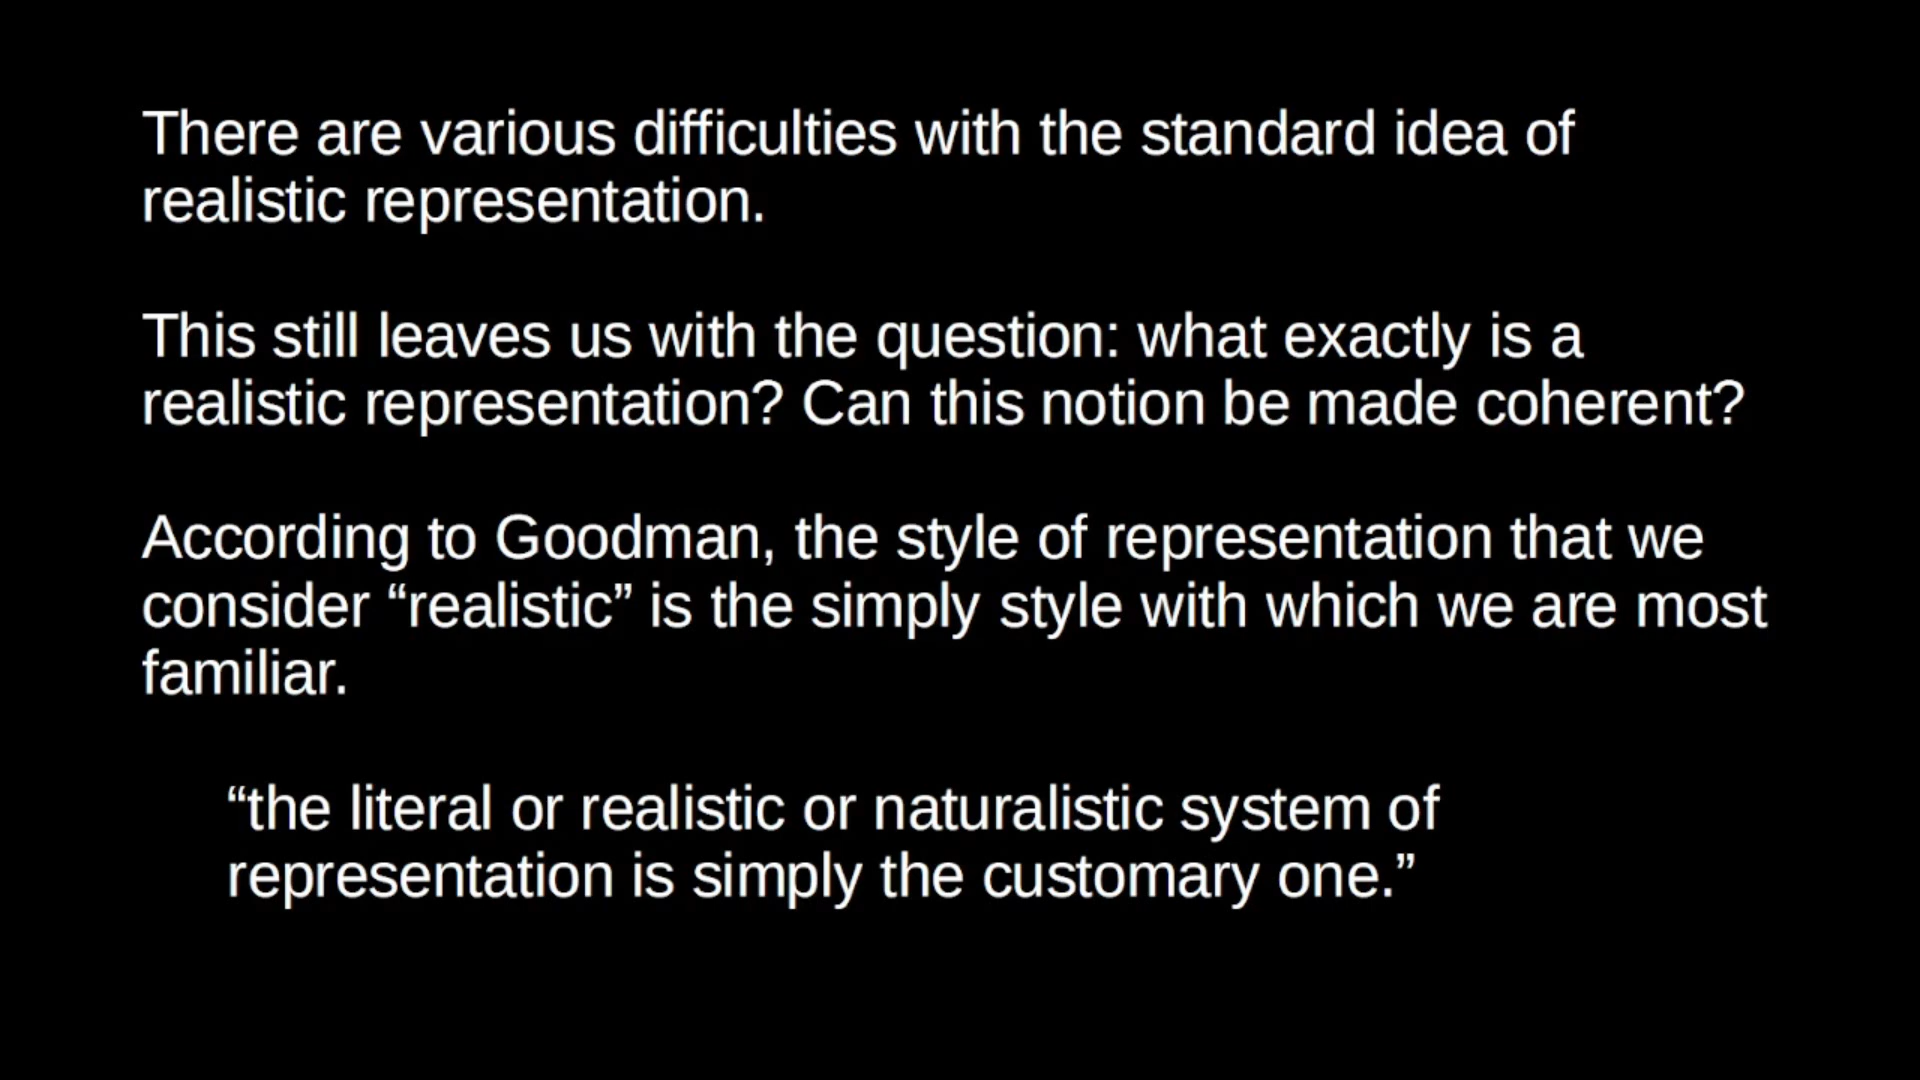 There are various difficulties with the standard idea of
realistic representation.
This still leaves us with the question: what exactly is a
realistic representation? Can this notion be made coherent?
According to Goodman, the style of representation that we
consider “realistic” is the simply style with which we are most
familiar.
“the literal or realistic or naturalistic system of
representation is simply the customary one.”